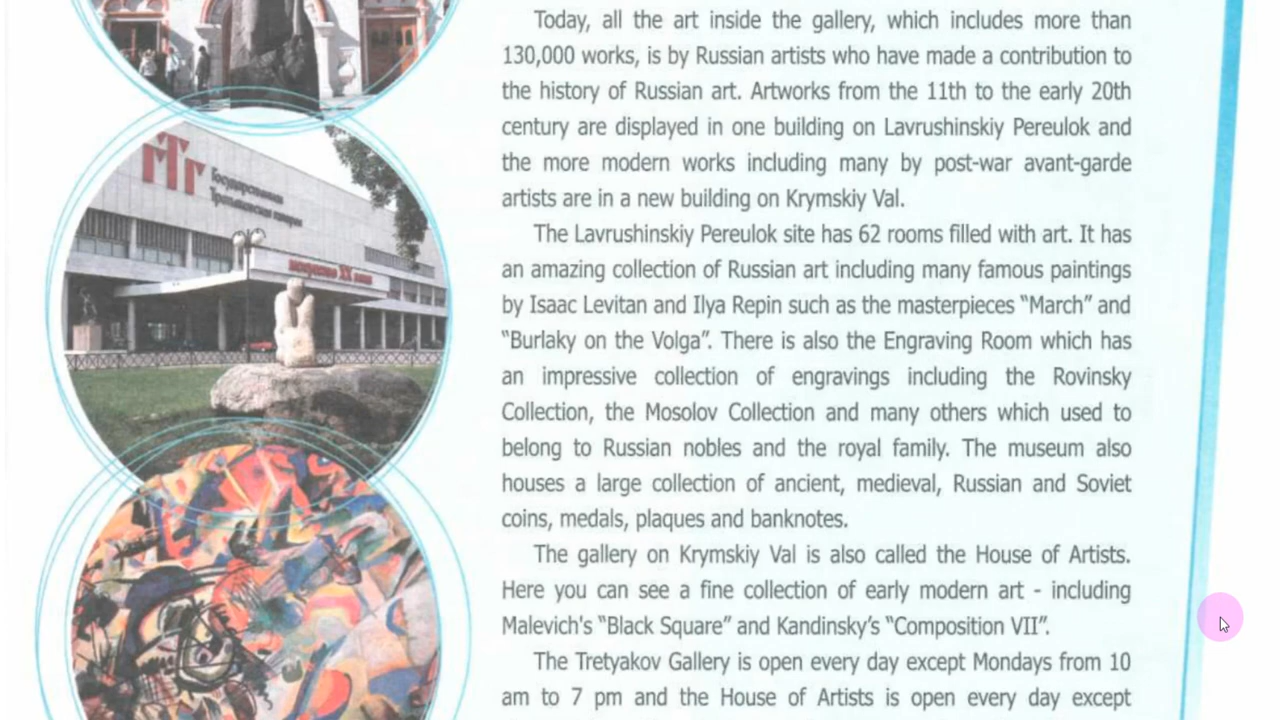 Today, all the art inside the gallery, which includes more than
130,000 works, is by Russian artists who have made a contribution to
the history of Russian art. Artworks from the 11th to the early 20th
century are displayed in one building on Lavrushinskiy Pereulok and
the more modern works including many by post-war avant-garde
artists are in a new building on Krymskiy Val.
The Lavrushinskiy Pereulok site has 62 rooms filled with art. It has
an amazing collection of Russian art including many famous paintings
by Isaac Levitan and Ilya Repin such as the masterpieces “March” and
“Burlaky on the Volga”. There is also the Engraving Room which has
an impressive collection of engravings including the Rovinsky
Collection, the Mosolov Collection and many others which used to
belong to Russian nobles and the royal family. The museum also
houses a large collection of ancient, medieval, Russian and Soviet
coins, medals, plaques and banknotes.
The gallery on Krymskiy Val is also called the House of Artists.
Here you can see a fine collection of early modern art - including
Malevich's “Black Square” and Kandinsky’s “Composition VII”.
The Tretyakov Gallery is open every day except Mondays from 10
am to 7 pm and the House of Artists is open every day except
Государственная
Третьяковская галерея
искусство XX века